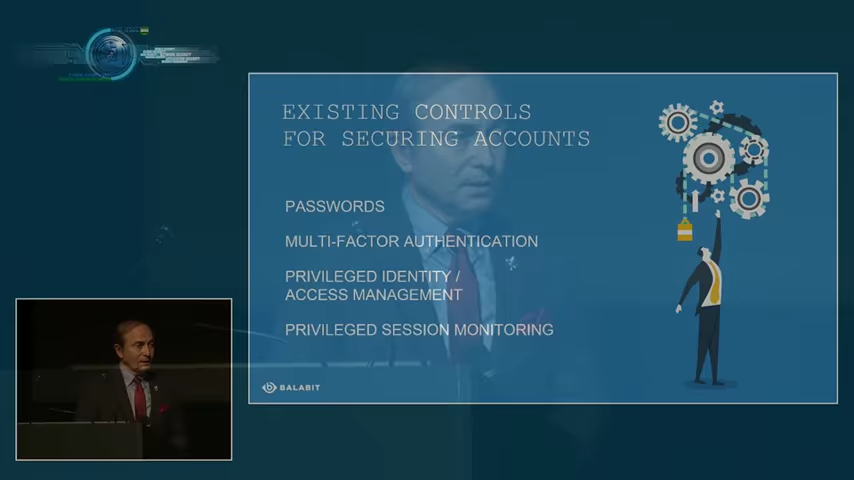 EXISTING CONTROLS
FOR SECURING ACCOUNTS
PASSWORDS
MULTI-FACTOR AUTHENTICATION
PRIVILEGED IDENTITY /
ACCESS MANAGEMENT
PRIVILEGED SESSION MONITORING
BALABIT